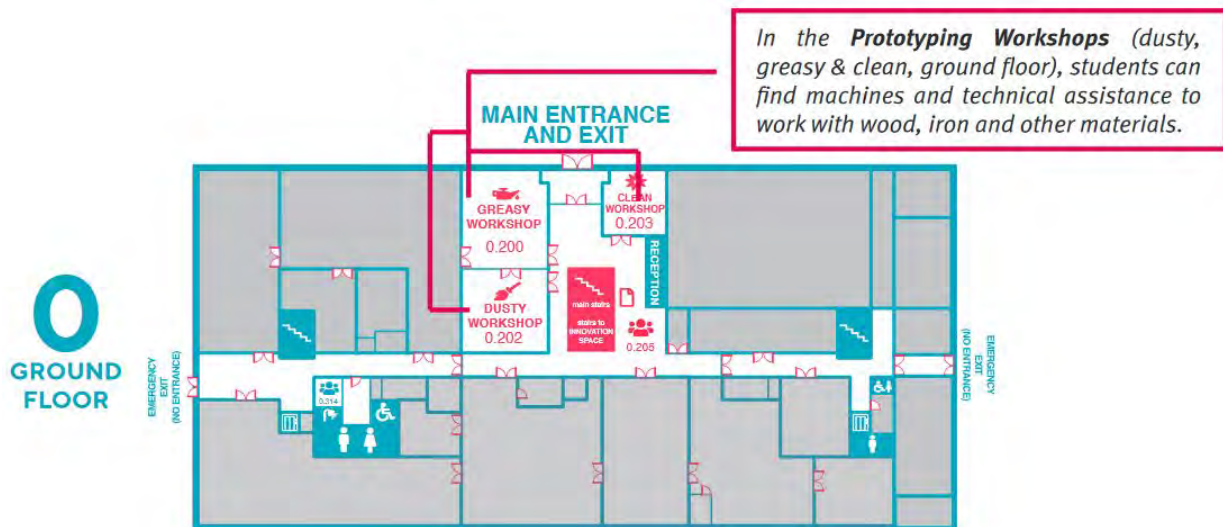 In the Prototyping Workshops (dusty,
greasy & clean, ground floor), students can
find machines and technical assistance to
work with wood, iron and other materials.
MAIN ENTRANCE
AND EXIT
GREASY
WORKSHOP
0.200
CLEAN
WORKSHOP
0.203
RECEPTION
main stairs
stairs to
INNOVATION
SPACE
DUSTY
WORKSHOP
0.202
0.205
0
GROUND
FLOOR
EMERGENCY
EXIT
(NO ENTRANCE)
0.314
EMERGENCY
EXIT
(NO ENTRANCE)